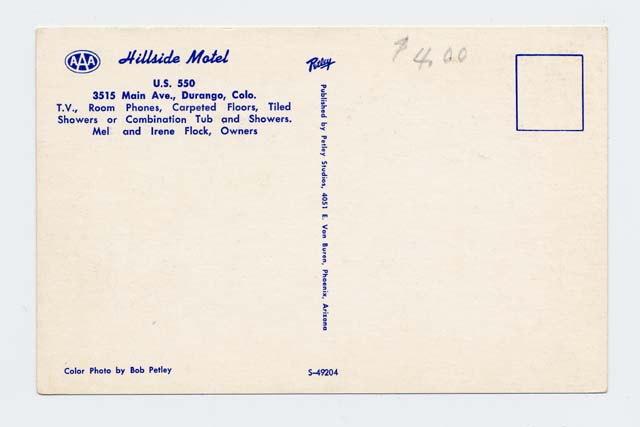 AAA
Hillside Motel
U.S. 550
3515 Main Ave., Durango, Colo.
T.V., Room Phones, Carpeted Floors, Tiled
Showers or Combination Tub and Showers.
Mel and Irene Flock, Owners
Color Photo by Bob Petley
Petley
Published by Petley Studios, 4051 E. Van Buren, Phoenix, Arizona
S-49204
$ 4.00